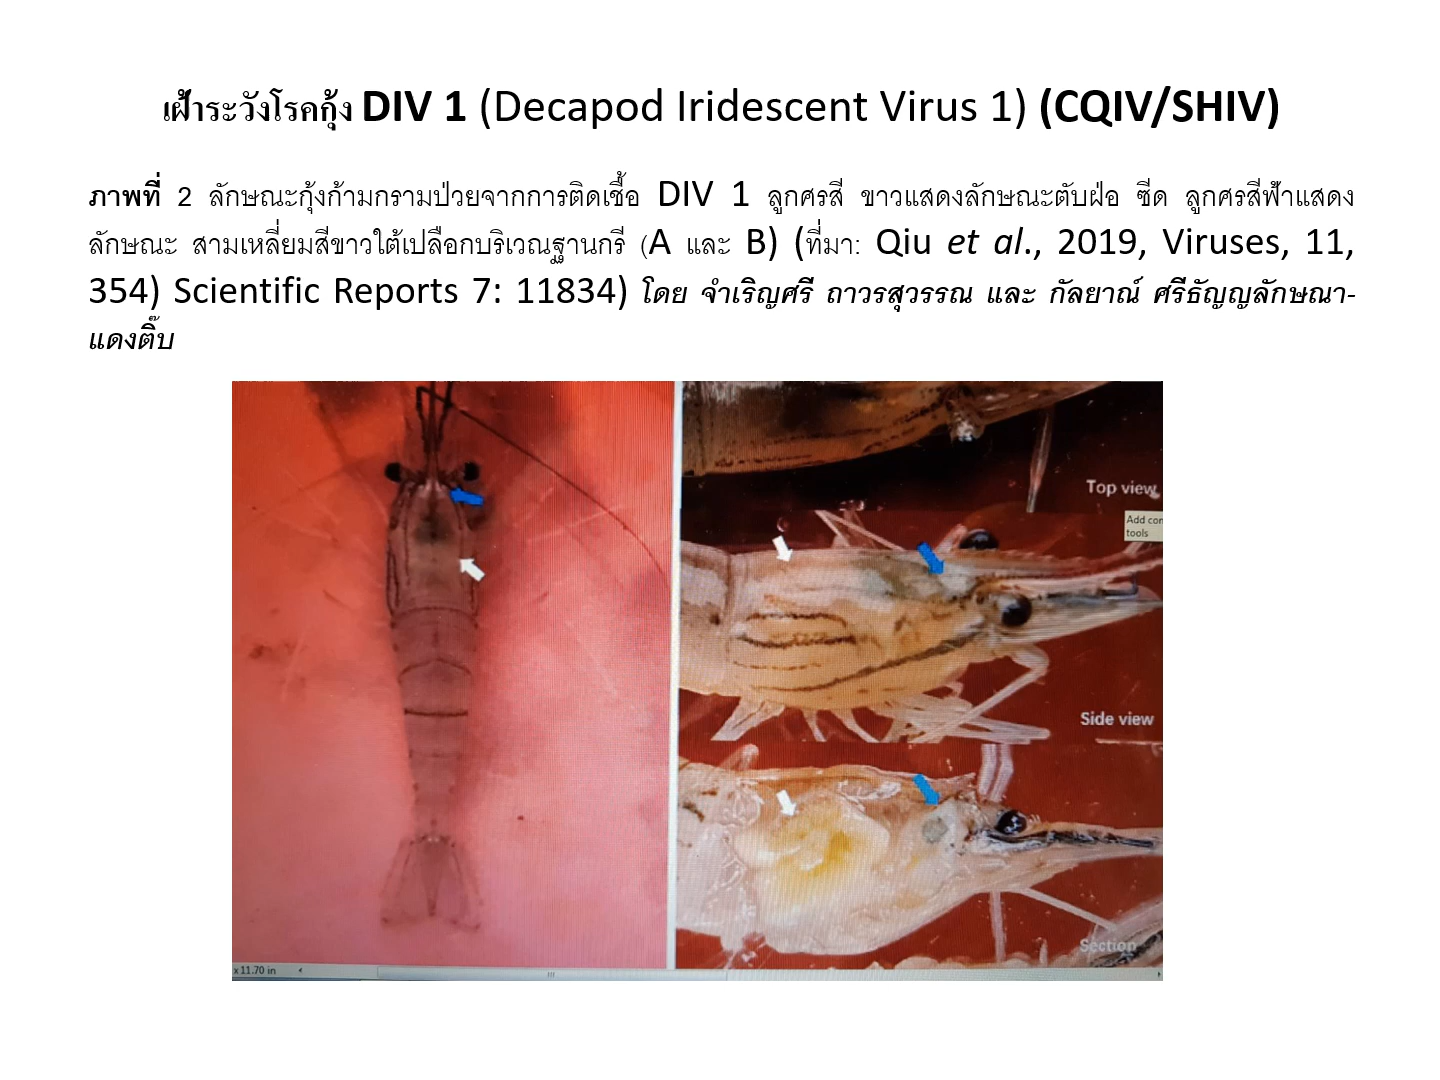 เฝ้าระวังโรคกุ้ง DIV 1 (Decapod Iridescent Virus 1) (CQIV/SHIV)
ภาพที่ 2 ลักษณะกุ้งก้ามกรามป่วยจากการติดเชื้อ DIV 1 ลูกศรสี ขาวแสดงลักษณะตับฝ่อ ซีด ลูกศรสีฟ้าแสดง
ลักษณะ สามเหลี่ยมสีขาวใต้เปลือกบริเวณฐานกรี (A และ B) (ที่มา: Qiu et al., 2019, Viruses, 11,
354) Scientific Reports 7: 11834) โดย จำเริญศรี ถาวรสุวรรณ และ กัลยาณ์ ศรีธัญญลักษณา-
แดงติ๊บ
Top view
Add con
tools
Side view
Section
x 11.70 in